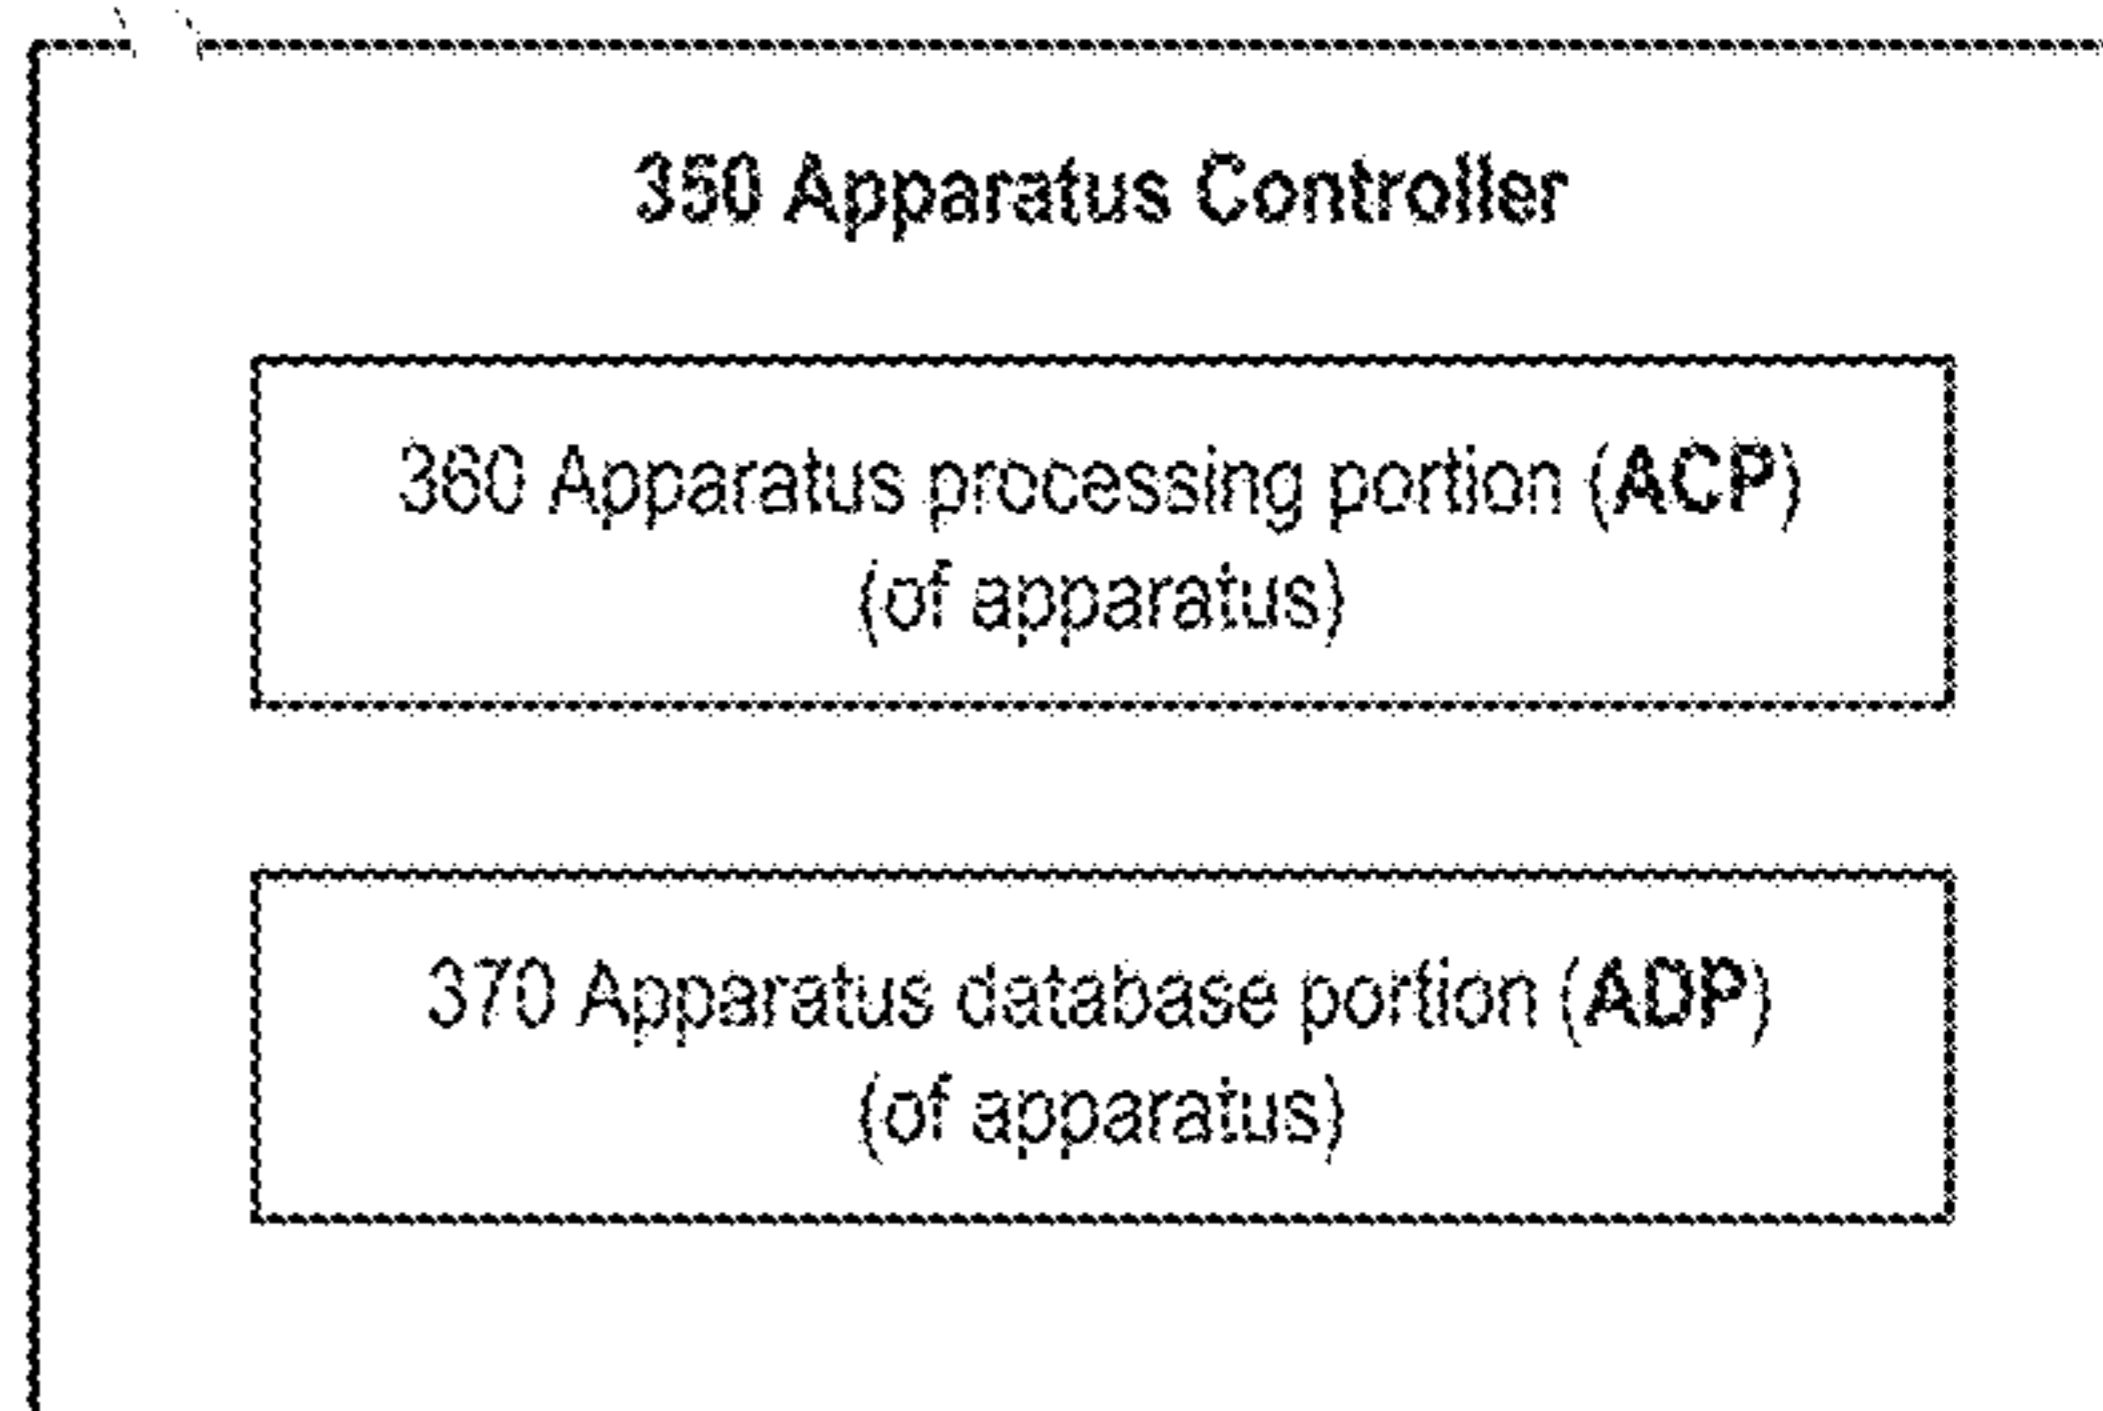 350 Apparatus Controller
360 Apparatus processing portion (ACP)
(of apparatus)
370 Apparatus database portion (ADP)
(of apparatus)